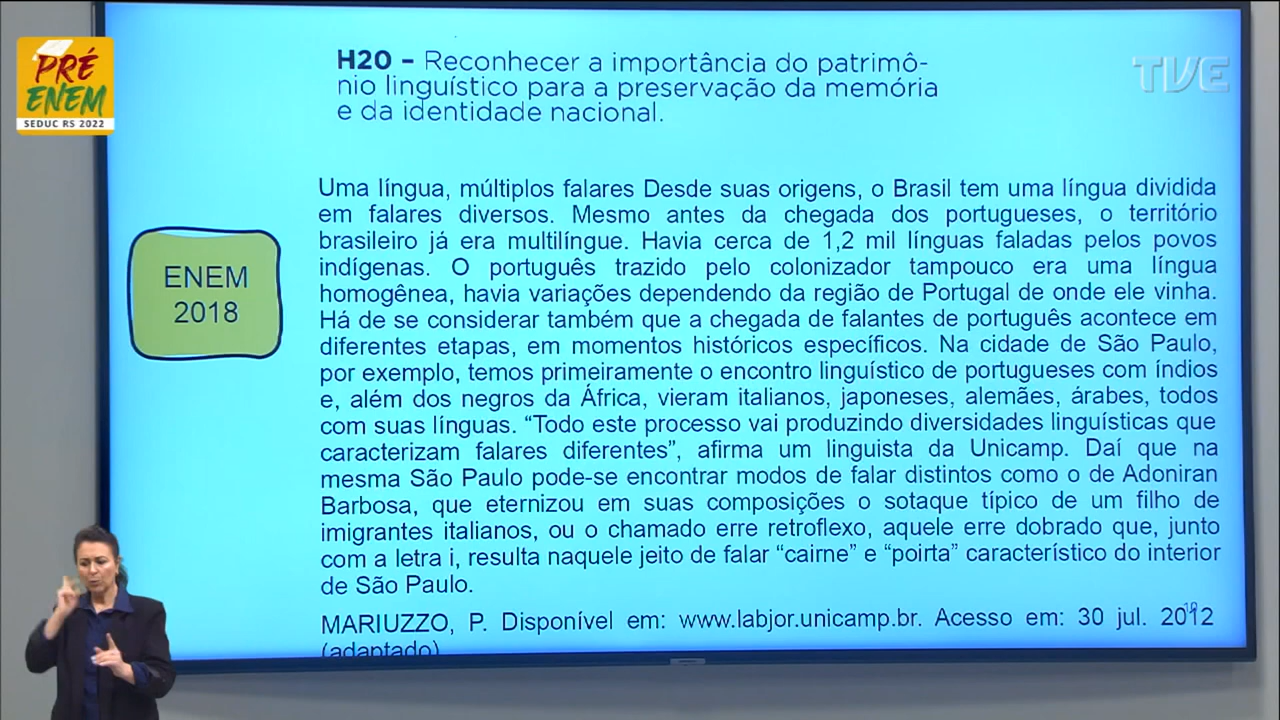 PRÉ
ENEM
SEDUC RS 2022
TVE
H20 – Reconhecer a importância do patrimô-
nio linguístico para a preservação da memória
e da identidade nacional.
ENEM
2018
Uma língua, múltiplos falares Desde suas origens, o Brasil tem uma língua dividida
em falares diversos. Mesmo antes da chegada dos portugueses, o território
brasileiro já era multilíngue. Havia cerca de 1,2 mil línguas faladas pelos povos
indígenas. O português trazido pelo colonizador tampouco era uma língua
homogênea, havia variações dependendo da região de Portugal de onde ele vinha.
Há de se considerar também que a chegada de falantes de português acontece em
diferentes etapas, em momentos históricos específicos. Na cidade de São Paulo,
por exemplo, temos primeiramente o encontro linguístico de portugueses com índios
e, além dos negros da África, vieram italianos, japoneses, alemães, árabes, todos
com suas línguas. “Todo este processo vai produzindo diversidades linguísticas que
caracterizam falares diferentes”, afirma um linguista da Unicamp. Daí que na
mesma São Paulo pode-se encontrar modos de falar distintos como o de Adoniran
Barbosa, que eternizou em suas composições o sotaque típico de um filho de
imigrantes italianos, ou o chamado erre retroflexo, aquele erre dobrado que, junto
com a letra i, resulta naquele jeito de falar “cairne” e “poirta” característico do interior
de São Paulo.
MARIUZZO, P. Disponível em: www.labjor.unicamp.br. Acesso em: 30 jul. 2012
(adaptado)